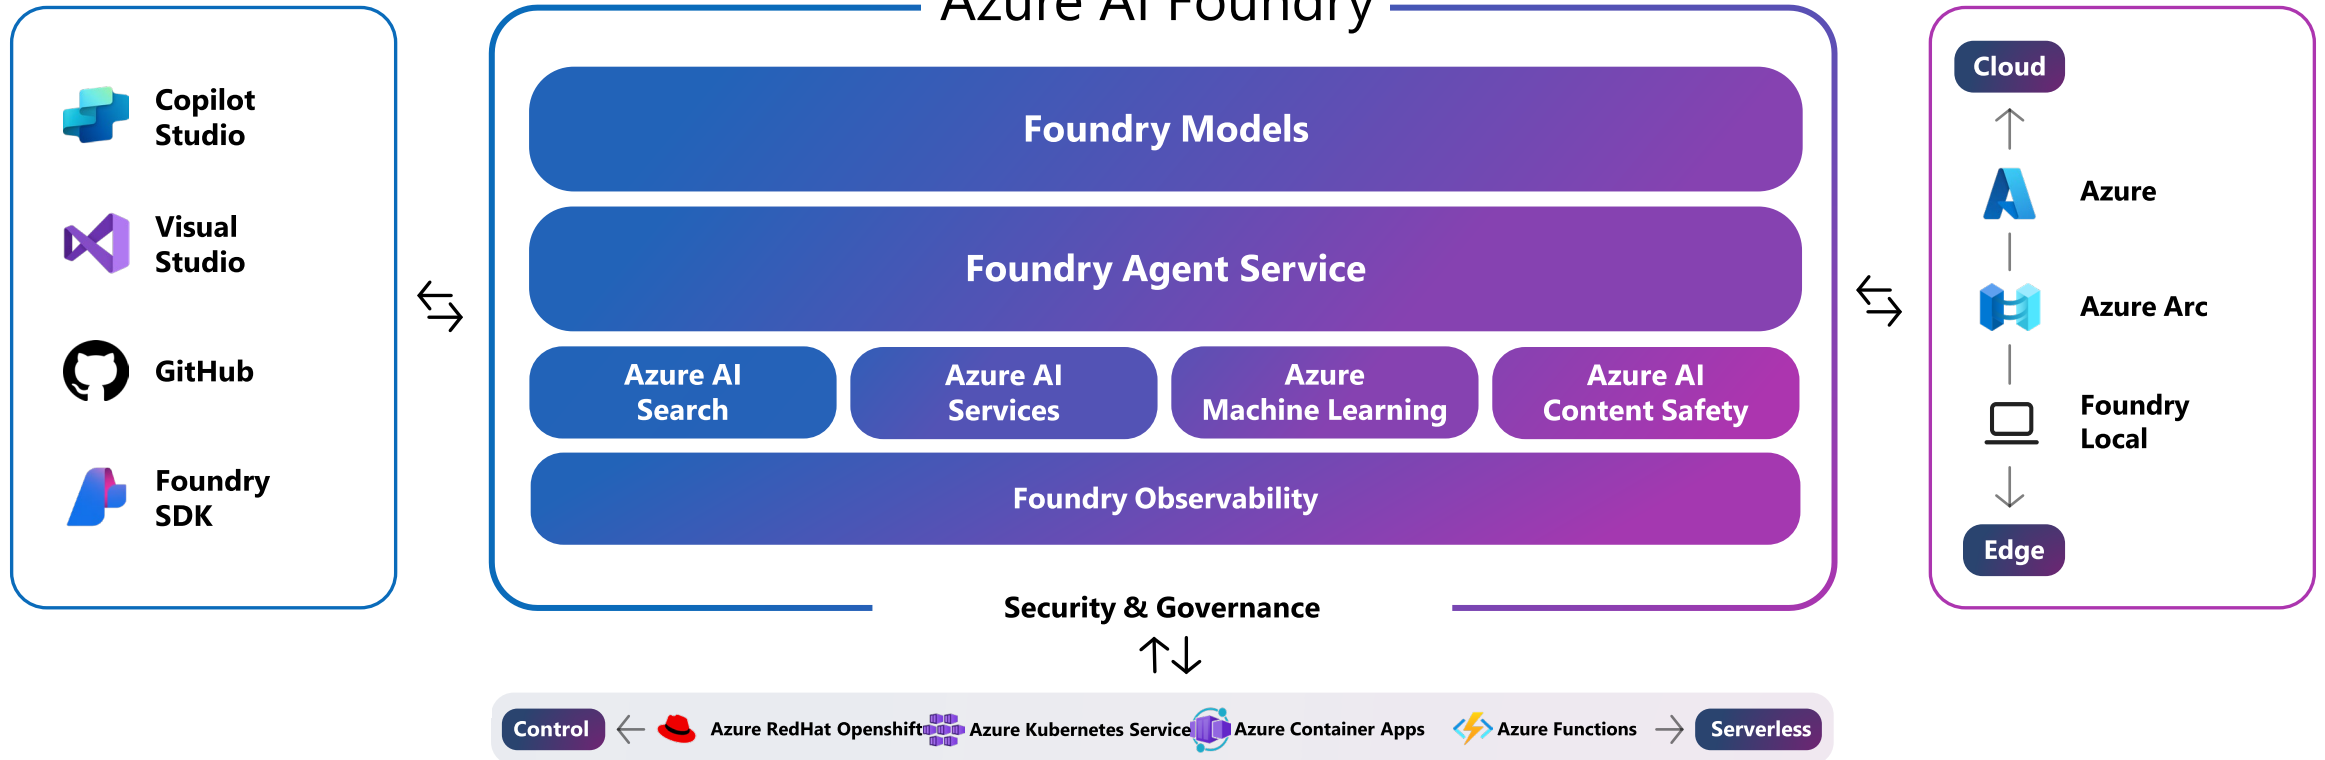 Azure AI Foundry
Copilot
Studio
Visual
Studio
GitHub
Foundry
SDK
Foundry Models
Foundry Agent Service
Azure AI
Search
Azure AI
Services
Azure
Machine Learning
Azure AI
Content Safety
Foundry Observability
Security & Governance
Cloud
Azure
Azure Arc
Foundry
Local
Edge
Control
Azure RedHat Openshift
Azure Kubernetes Service
Azure Container Apps
Azure Functions
Serverless